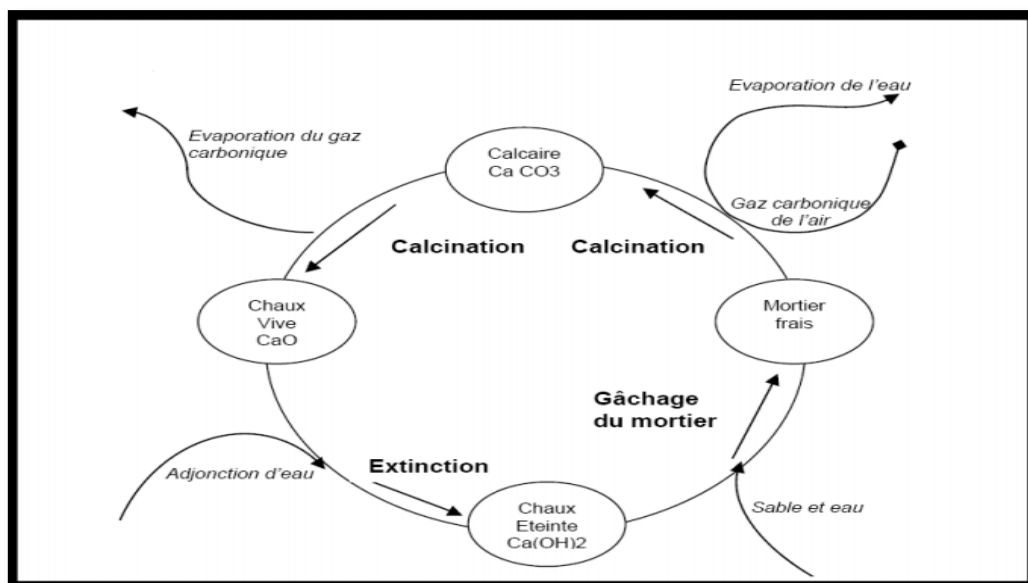 Evaporation de l'eau
Evaporation du gaz
carbonique
Calcaire
Ca CO3
Gaz carbonique
de l'air
Calcination
Calcination
Chaux
Vive
CaO
Mortier
frais
Gâchage
du mortier
Extinction
Adjonction d'eau
Chaux
Eteinte
Ca(OH)2
Sable et eau